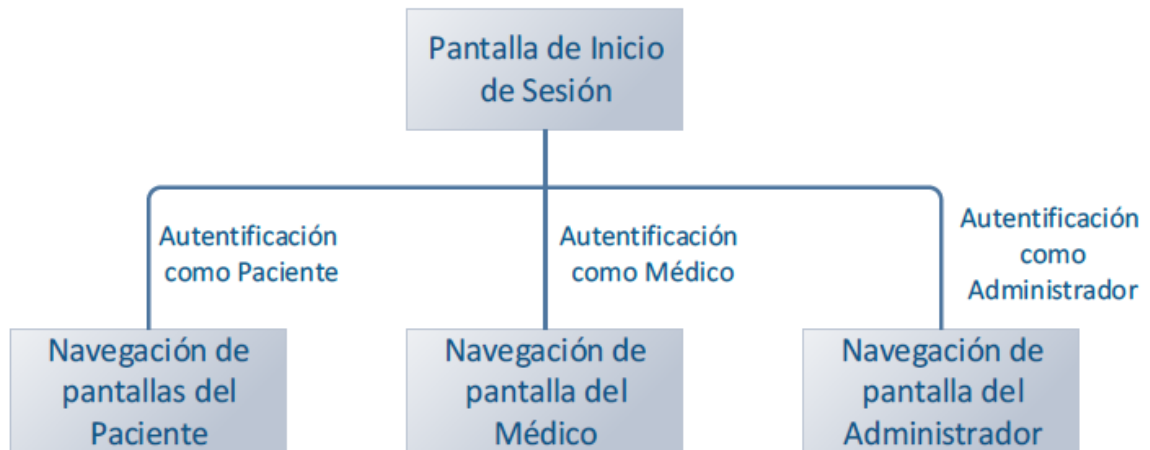 Pantalla de Inicio
de Sesión
Autentificación
como Paciente
Autentificación
como Médico
Autentificación
como
Administrador
Navegación de
pantallas del
Paciente
Navegación de
pantalla del
Médico
Navegación de
pantalla del
Administrador